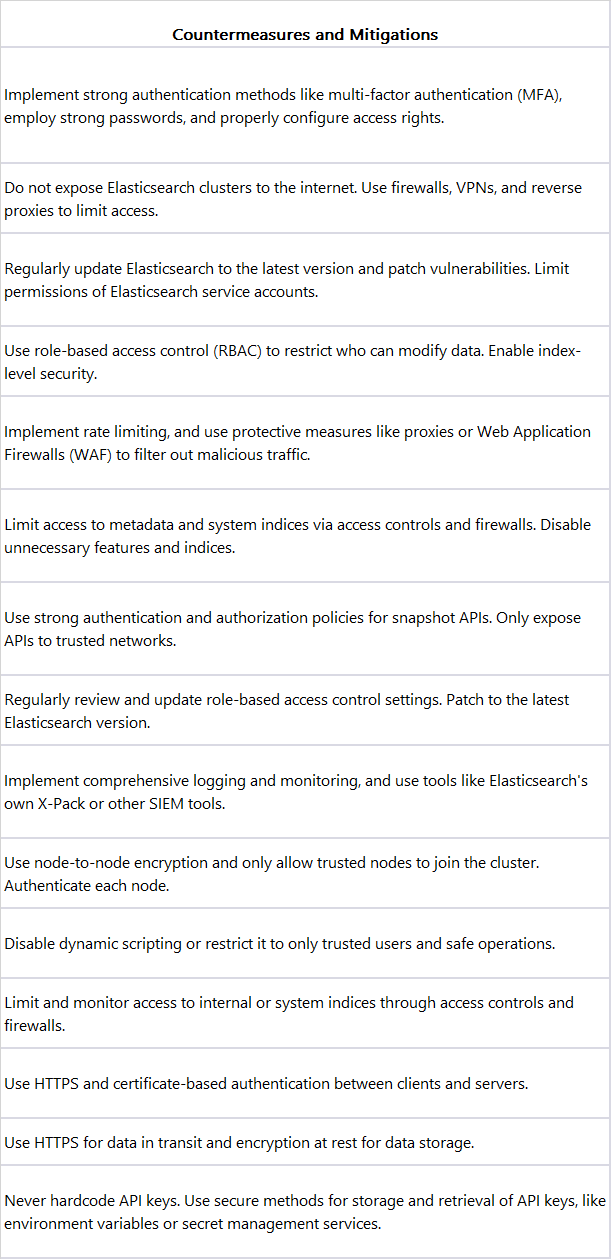 Countermeasures and Mitigations
Implement strong authentication methods like multi-factor authentication (MFA),
employ strong passwords, and properly configure access rights.
Do not expose Elasticsearch clusters to the internet. Use firewalls, VPNs, and reverse
proxies to limit access.
Regularly update Elasticsearch to the latest version and patch vulnerabilities. Limit
permissions of Elasticsearch service accounts.
Use role-based access control (RBAC) to restrict who can modify data. Enable index-
level security.
Implement rate limiting, and use protective measures like proxies or Web Application
Firewalls (WAF) to filter out malicious traffic.
Limit access to metadata and system indices via access controls and firewalls. Disable
unnecessary features and indices.
Use strong authentication and authorization policies for snapshot APIs. Only expose
APIs to trusted networks.
Regularly review and update role-based access control settings. Patch to the latest
Elasticsearch version.
Implement comprehensive logging and monitoring, and use tools like Elasticsearch's
own X-Pack or other SIEM tools.
Use node-to-node encryption and only allow trusted nodes to join the cluster.
Authenticate each node.
Disable dynamic scripting or restrict it to only trusted users and safe operations.
Limit and monitor access to internal or system indices through access controls and
firewalls.
Use HTTPS and certificate-based authentication between clients and servers.
Use HTTPS for data in transit and encryption at rest for data storage.
Never hardcode API keys. Use secure methods for storage and retrieval of API keys, like
environment variables or secret management services.